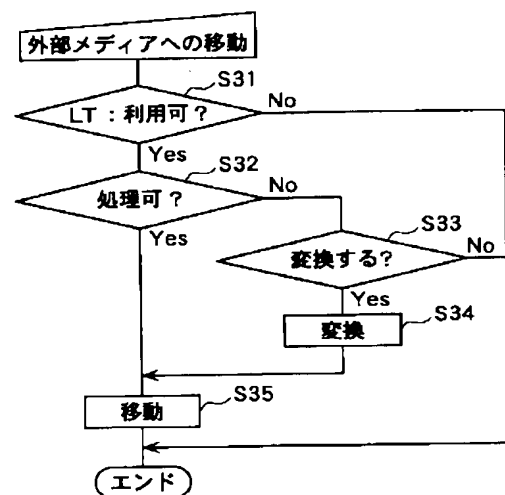 外部メディアへの移動
S31
LT：利用可？
No
Yes
S32
処理可？
No
Yes
S33
変換する？
No
Yes
S34
変換
S35
移動
エンド